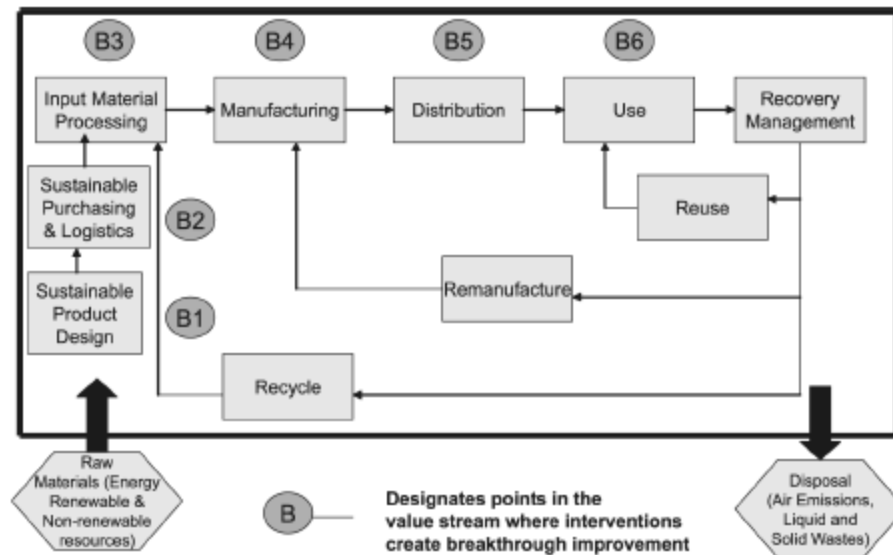 B3
B4
B5
B6
Input Material
Processing
Manufacturing
Distribution
Use
Recovery
Management
Sustainable
Purchasing
& Logistics
B2
Reuse
Sustainable
Product
Design
B1
Remanufacture
Recycle
Raw
Materials (Energy
Renewable &
Non-renewable
resources)
B
Designates points in the
value stream where interventions
create breakthrough improvement
Disposal
(Air Emissions,
Liquid and
Solid Wastes)